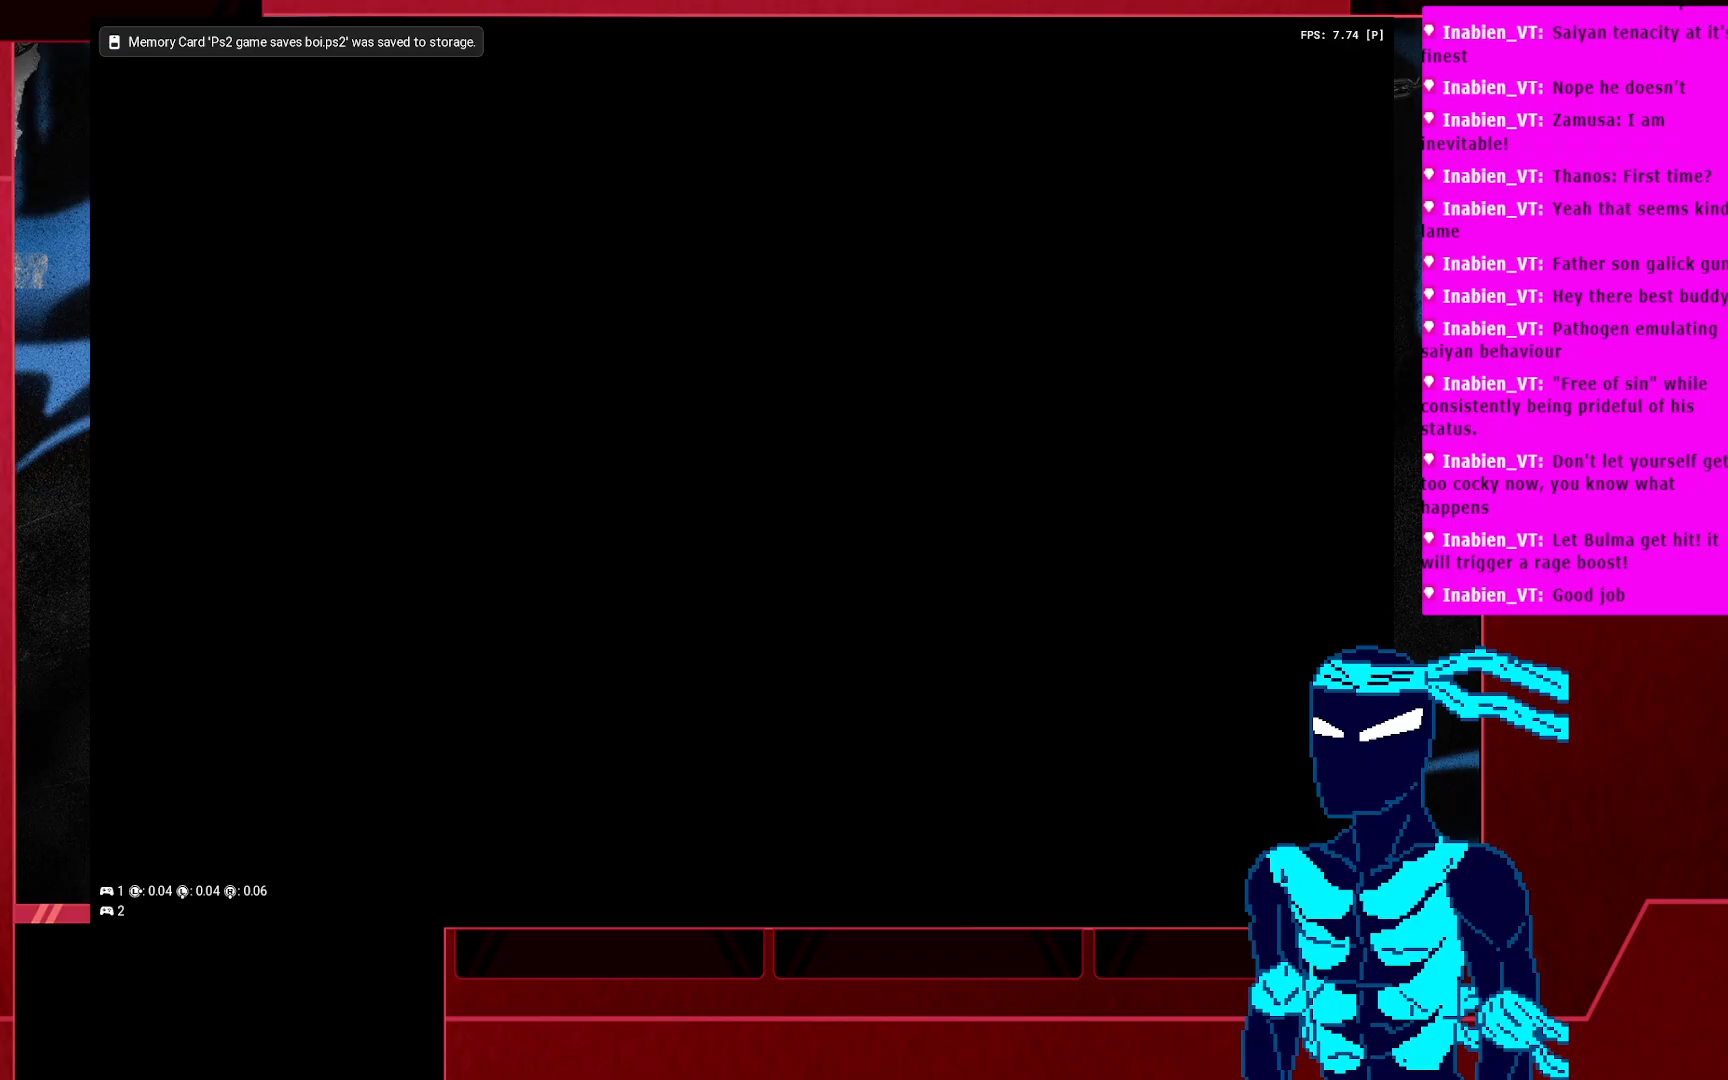 Memory Card 'Ps2 game saves boi.ps2' was saved to storage.
FPS: 7.74 [P]
Inabien_VT: Saiyan tenacity at it's
finest
Inabien_VT: Nope he doesn't
Inabien_VT: Zamusa: I am
inevitable!
Inabien_VT: Thanos: First time?
Inabien_VT: Yeah that seems kind
lame
Inabien_VT: Father son galick gun
Inabien_VT: Hey there best buddy
Inabien_VT: Pathogen emulating
saiyan behaviour
Inabien_VT: "Free of sin" while
consistently being prideful of his
status.
Inabien_VT: Don't let yourself get
too cocky now, you know what
happens
Inabien_VT: Let Bulma get hit! it
will trigger a rage boost!
Inabien_VT: Good job
1 L: 0.04 L: 0.04 R: 0.06
2